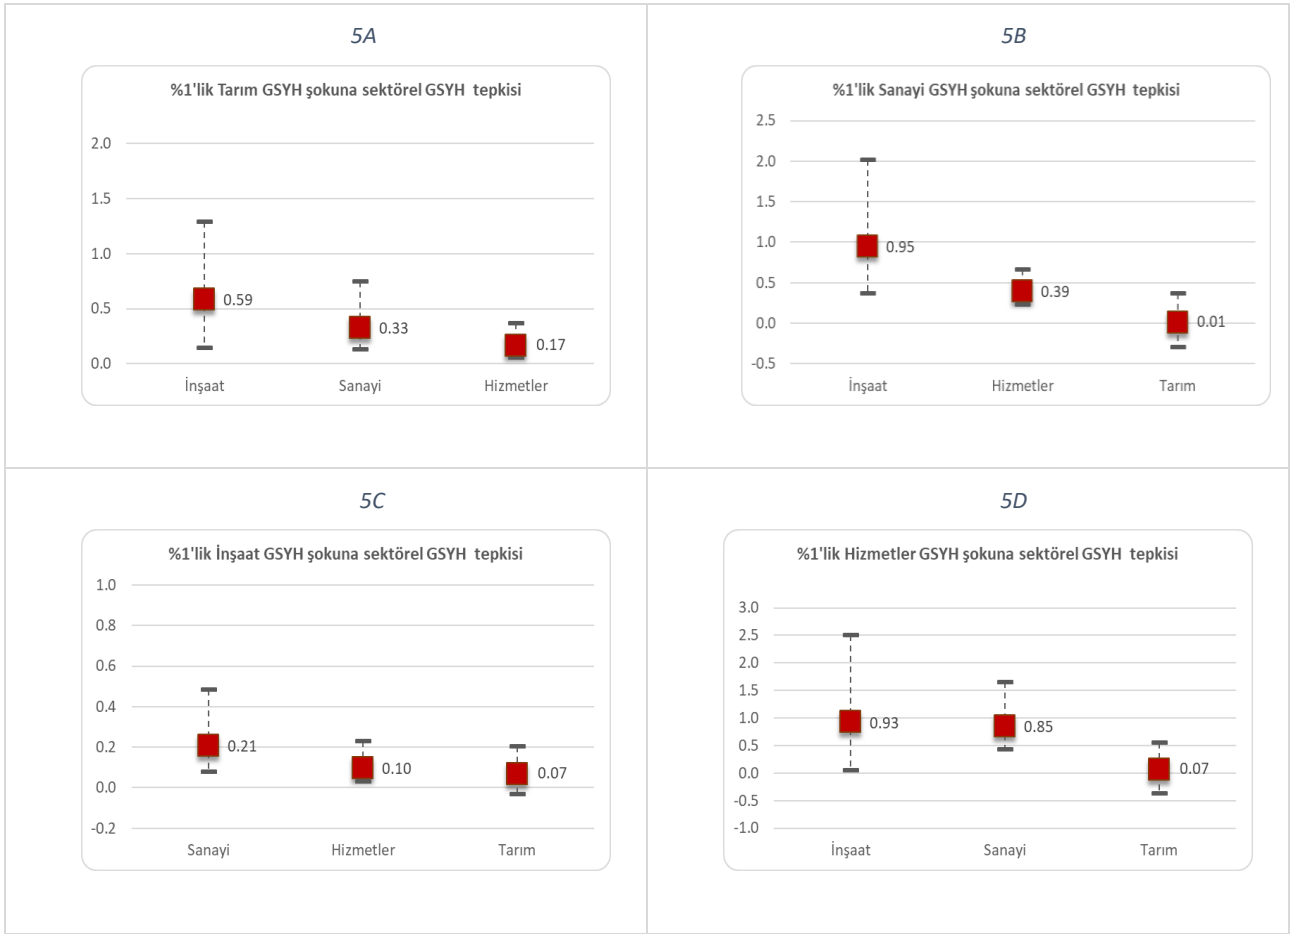 5A
%1'lik Tarım GSYH şokuna sektörel GSYH tepkisi
2.0
1.5
1.0
0.5
0.0
0.59
0.33
0.17
İnşaat
Sanayi
Hizmetler
5B
%1'lik Sanayi GSYH şokuna sektörel GSYH tepkisi
2.5
2.0
1.5
1.0
0.5
0.0
-0.5
0.95
0.39
0.01
İnşaat
Hizmetler
Tarım
5C
%1'lik İnşaat GSYH şokuna sektörel GSYH tepkisi
1.0
0.8
0.6
0.4
0.2
0.0
-0.2
0.21
0.10
0.07
Sanayi
Hizmetler
Tarım
5D
%1'lik Hizmetler GSYH şokuna sektörel GSYH tepkisi
3.0
2.5
2.0
1.5
1.0
0.5
0.0
-0.5
-1.0
0.93
0.85
0.07
İnşaat
Sanayi
Tarım